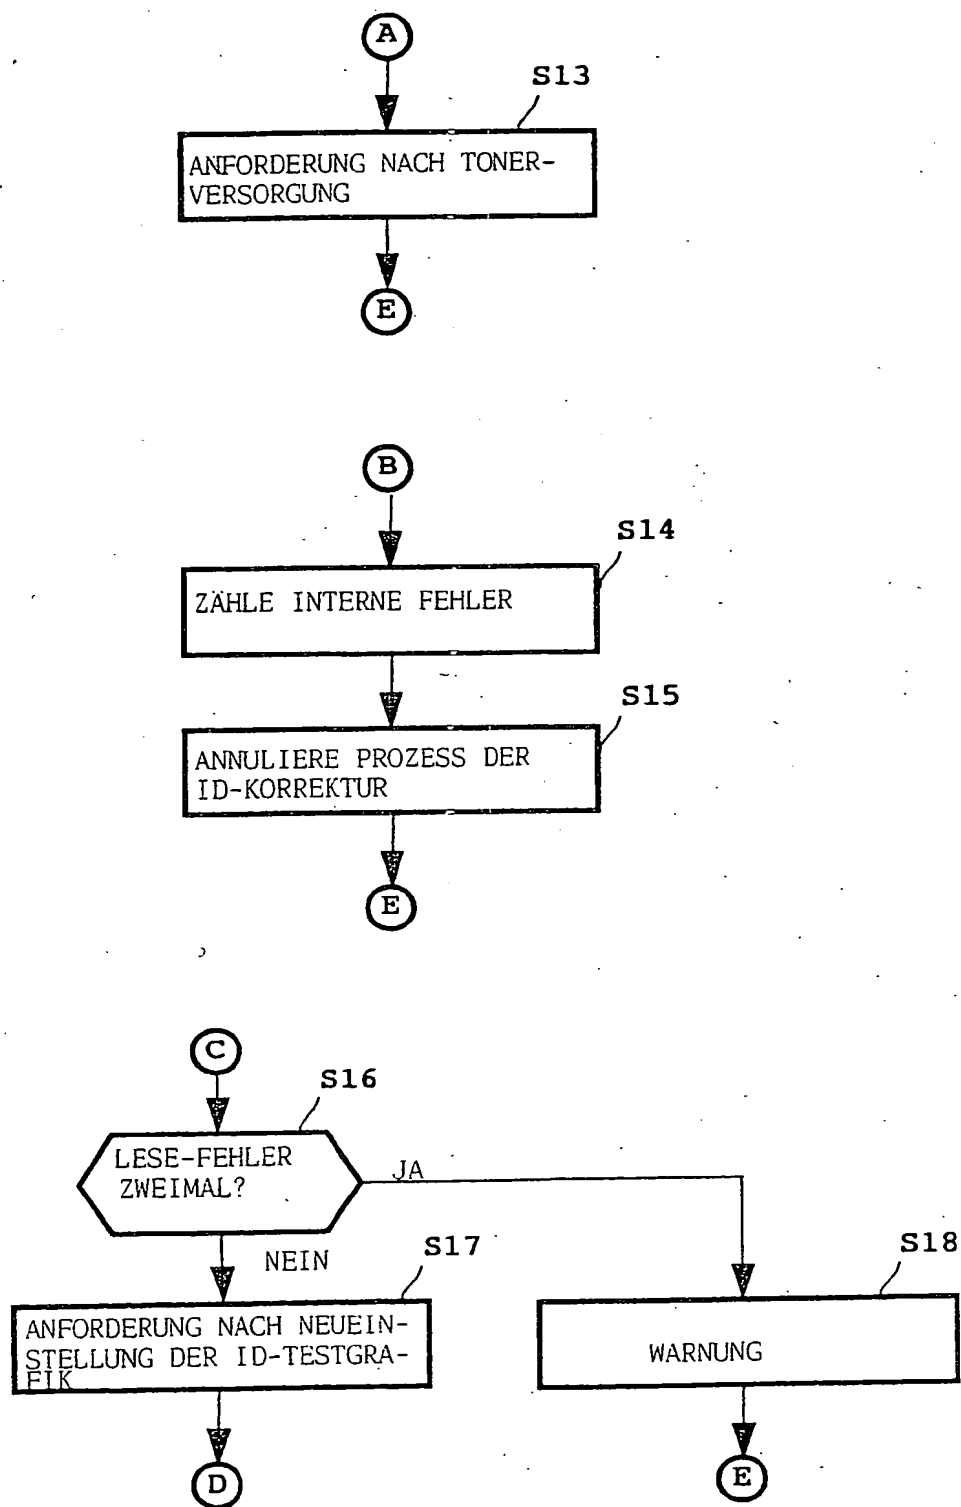 A
S13
ANFORDERUNG NACH TONER-
VERSORGUNG
E
B
S14
ZÄHLE INTERNE FEHLER
S15
ANNULIERE PROZESS DER
ID-KORREKTUR
E
C
S16
LESE-FEHLER
ZWEIMAL?
JA
NEIN
S17
S18
ANFORDERUNG NACH NEUEIN-
STELLUNG DER ID-TESTGRA-
FIK
WARNUNG
D
E